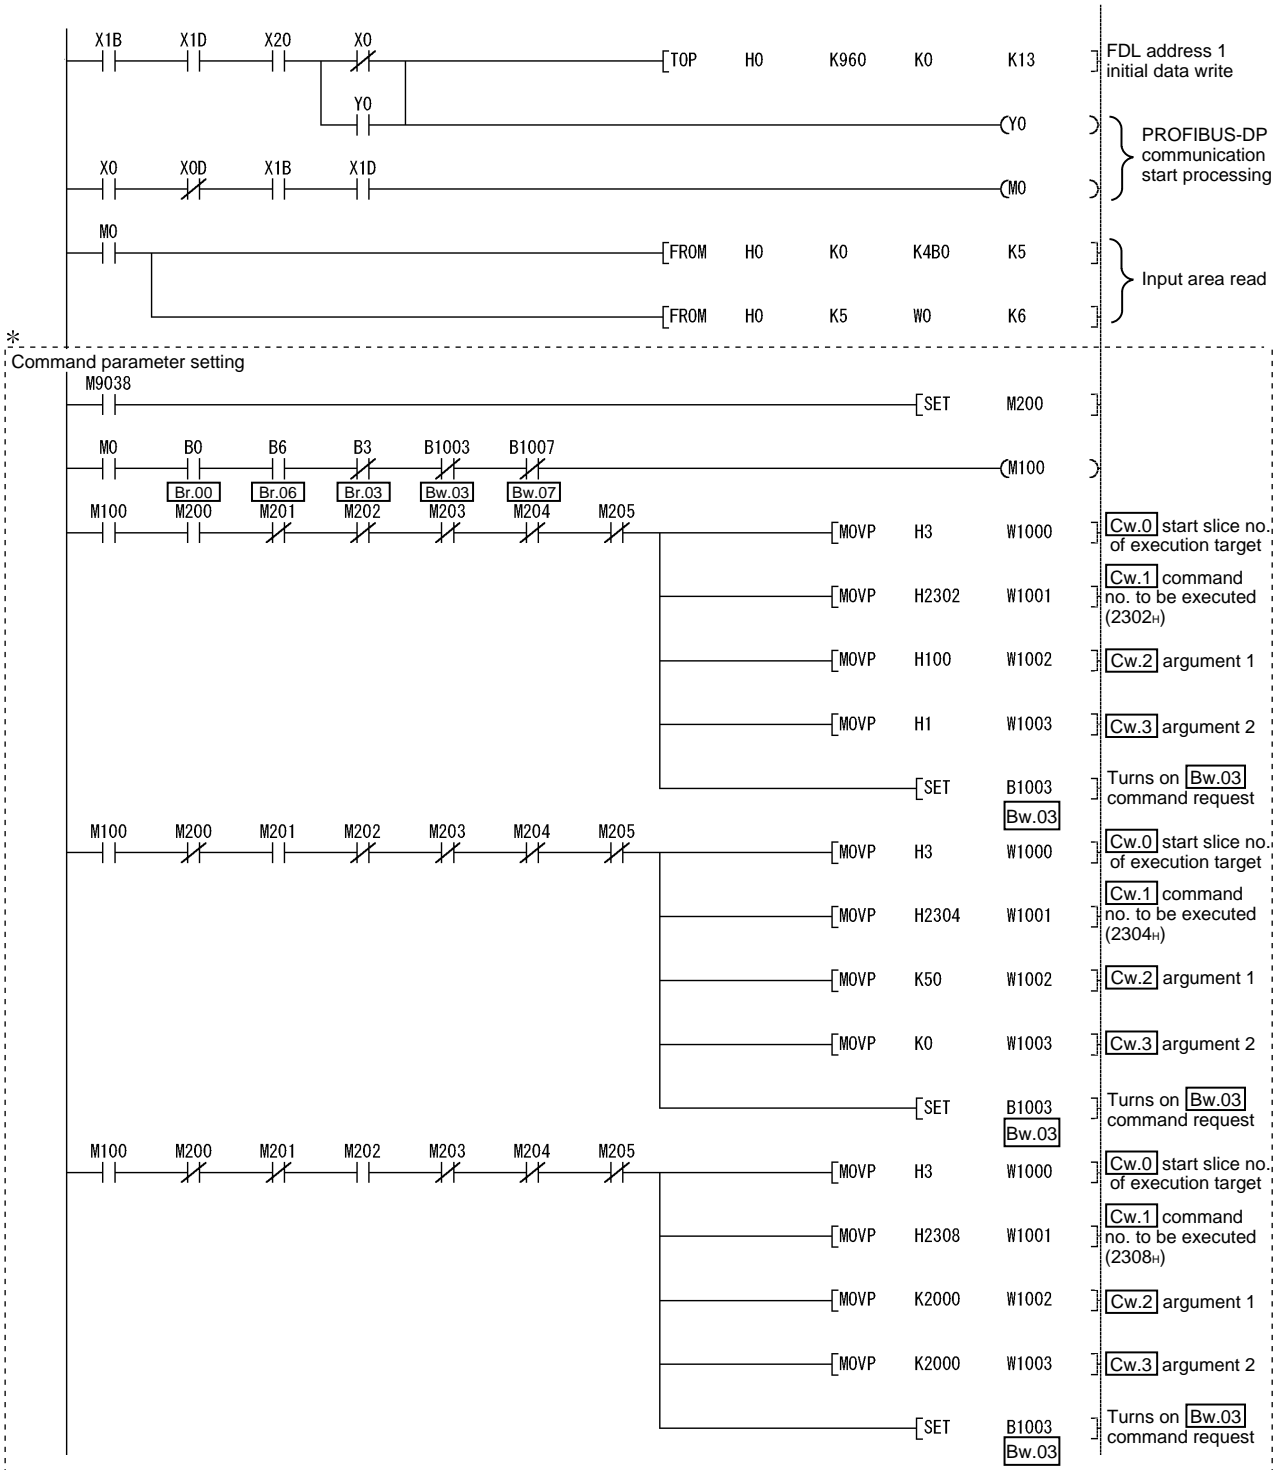 X1B X1D X20 X0
[TOP H0 K960 K0 K13 ]
FDL address 1
initial data write
Y0
(Y0 )
PROFIBUS-DP
communication
start processing
X0 X0D X1B X1D
(M0 )
M0
[FROM H0 K0 K4B0 K5 ]
Input area read
[FROM H0 K5 W0 K6 ]
*
Command parameter setting
M9038
[SET M200 ]
M0 B0 B6 B3 B1003 B1007
(M100 )
Br.00 Br.06 Br.03 Bw.03 Bw.07
M100 M200 M201 M202 M203 M204 M205
[MOVP H3 W1000 ]
Cw.0 start slice no.
of execution target
[MOVP H2302 W1001 ]
Cw.1 command
no. to be executed
(2302H)
[MOVP H100 W1002 ]
Cw.2 argument 1
[MOVP H1 W1003 ]
Cw.3 argument 2
[SET B1003 ]
Bw.03
Turns on Bw.03
command request
M100 M200 M201 M202 M203 M204 M205
[MOVP H3 W1000 ]
Cw.0 start slice no.
of execution target
[MOVP H2304 W1001 ]
Cw.1 command
no. to be executed
(2304H)
[MOVP K50 W1002 ]
Cw.2 argument 1
[MOVP K0 W1003 ]
Cw.3 argument 2
[SET B1003 ]
Bw.03
Turns on Bw.03
command request
M100 M200 M201 M202 M203 M204 M205
[MOVP H3 W1000 ]
Cw.0 start slice no.
of execution target
[MOVP H2308 W1001 ]
Cw.1 command
no. to be executed
(2308H)
[MOVP K2000 W1002 ]
Cw.2 argument 1
[MOVP K2000 W1003 ]
Cw.3 argument 2
[SET B1003 ]
Bw.03
Turns on Bw.03
command request